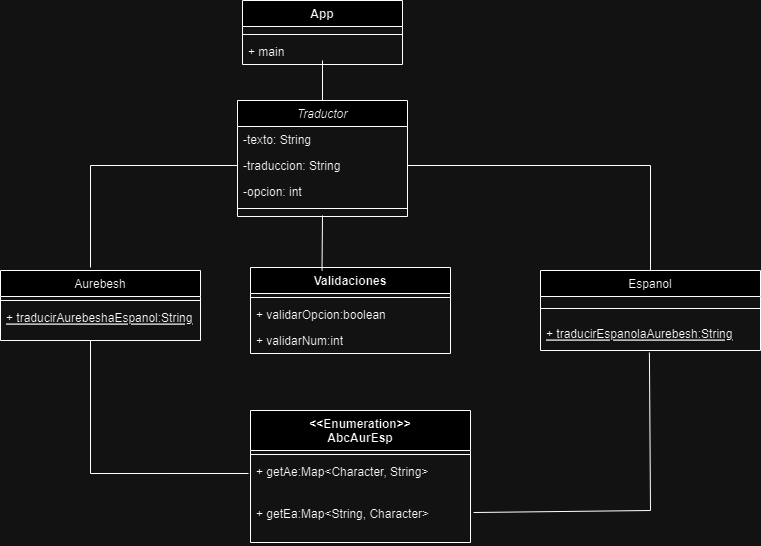 App
+ main
Traductor
-texto: String
-traduccion: String
-opcion: int
Aurebesh
+ traducirAurebeshaEspanol:String
Validaciones
+ validarOpcion:boolean
+ validarNum:int
Espanol
+ traducirEspanolaAurebesh:String
<<Enumeration>>
AbcAurEsp
+ getAe:Map<Character, String>
+ getEa:Map<String, Character>